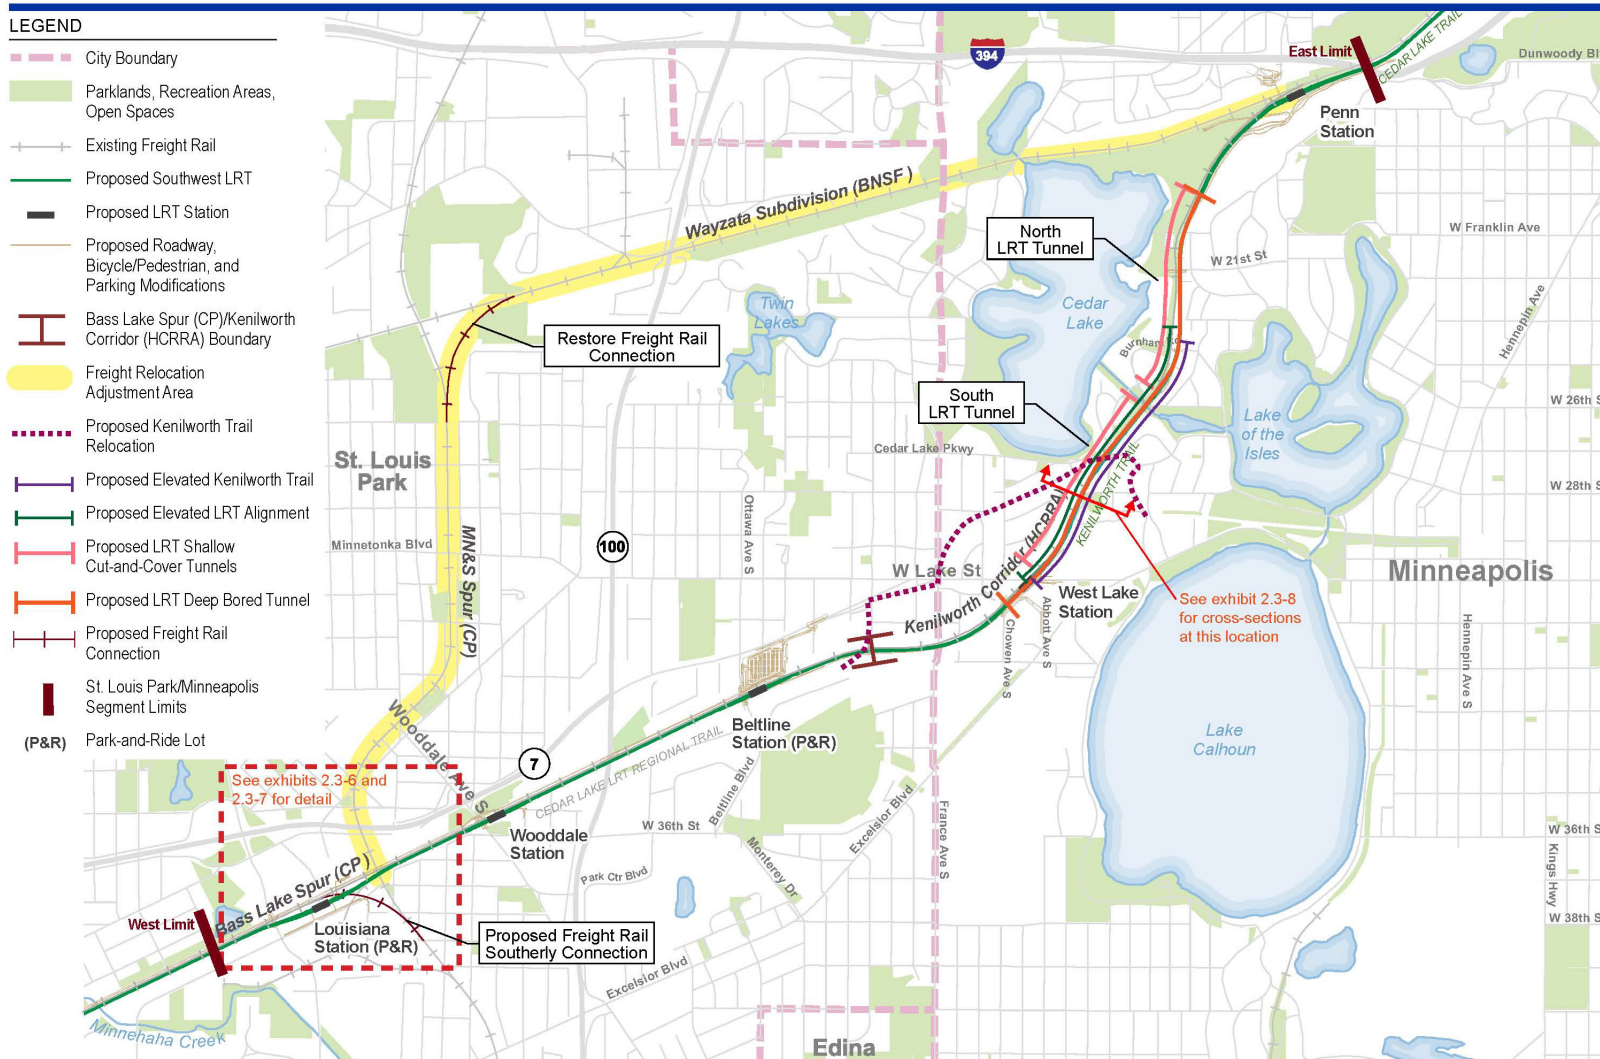 LEGEND
City Boundary
Parklands, Recreation Areas,
Open Spaces
Existing Freight Rail
Proposed Southwest LRT
Proposed LRT Station
Proposed Roadway,
Bicycle/Pedestrian, and
Parking Modifications
Bass Lake Spur (CP)/Kenilworth
Corridor (HCRRA) Boundary
Freight Relocation
Adjustment Area
Proposed Kenilworth Trail
Relocation
Proposed Elevated Kenilworth Trail
Proposed Elevated LRT Alignment
Proposed LRT Shallow
Cut-and-Cover Tunnels
Proposed LRT Deep Bored Tunnel
Proposed Freight Rail
Connection
St. Louis Park/Minneapolis
Segment Limits
(P&R) Park-and-Ride Lot
394
East Limit
CEDAR LAKE TRAIL
Dunwoody
Penn
Station
Wayzata Subdivision (BNSF)
North
LRT Tunnel
W Franklin Ave
W 21st St
Twin
Lakes
Cedar
Lake
Hennepin Ave
Restore Freight Rail
Connection
South
LRT Tunnel
W 26th
Lake
of the
Isles
Cedar Lake Pkwy
St. Louis
Park
KENILWORTH TRAIL
W 28th
Ottawa Ave S
100
Minnetonka Blvd
MN&S Spur (CP)
W Lake St
Kenilworth Corridor (HCRRA)
West Lake
Station
Minneapolis
See exhibit 2.3-8
for cross-sections
at this location
Abbott Ave S
Chowen Ave S
Hennepin Ave S
Wooddale Ave S
Beltline
Station (P&R)
Lake
Calhoun
7
CEDAR LAKE LRT REGIONAL TRAIL
See exhibits 2.3-6 and
2.3-7 for detail
Beltline Blvd
Excelsior Blvd
France Ave S
W 36th St
W 36th
Wooddale
Station
Monterey Dr
Park Ctr Blvd
Kings Hwy
Bass Lake Spur (CP)
West Limit
Louisiana
Station (P&R)
Proposed Freight Rail
Southerly Connection
W 38th
Excelsior Blvd
Minnehaha Creek
Edina